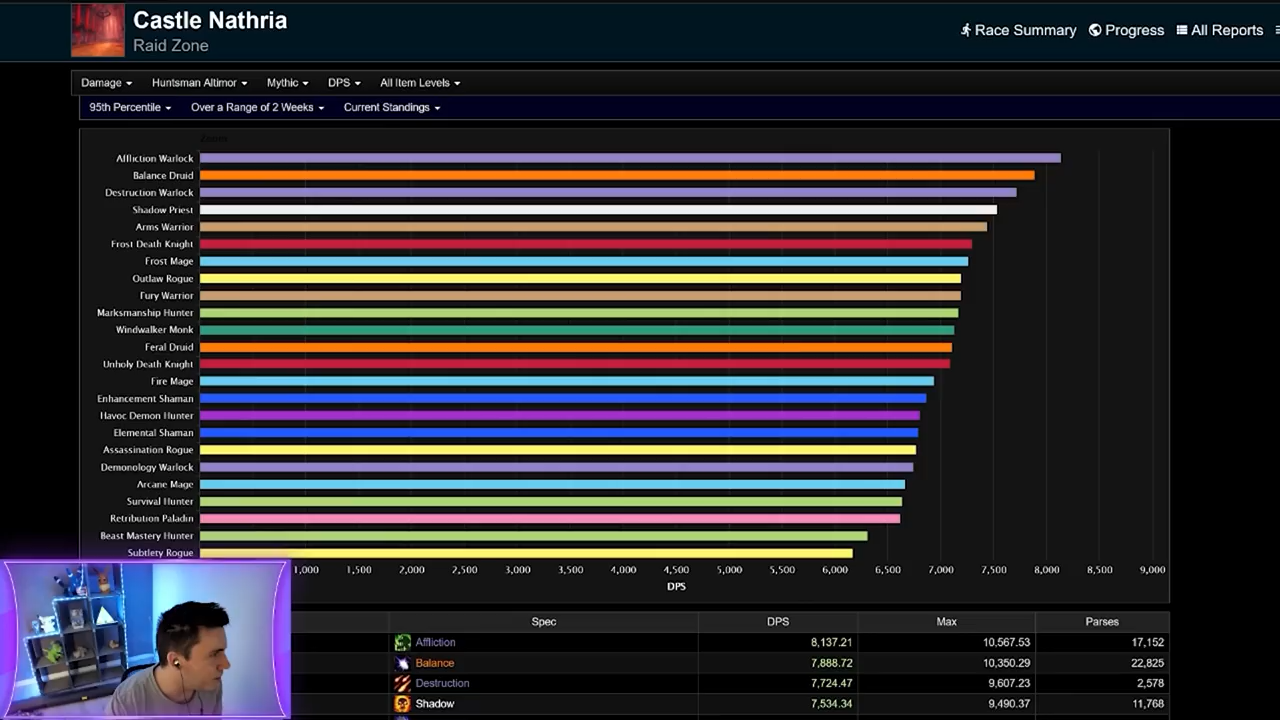 Castle Nathria
Raid Zone
Race Summary Progress All Reports
Damage Huntsman Altimor Mythic DPS All Item Levels
95th Percentile Over a Range of 2 Weeks Current Standings
Zoom:
Affliction Warlock
Balance Druid
Destruction Warlock
Shadow Priest
Arms Warrior
Frost Death Knight
Frost Mage
Outlaw Rogue
Fury Warrior
Marksmanship Hunter
Windwalker Monk
Feral Druid
Unholy Death Knight
Fire Mage
Enhancement Shaman
Havoc Demon Hunter
Elemental Shaman
Assassination Rogue
Demonology Warlock
Arcane Mage
Survival Hunter
Retribution Paladin
Beast Mastery Hunter
Subtlety Rogue
1,000 1,500 2,000 2,500 3,000 3,500 4,000 4,500 5,000 5,500 6,000 6,500 7,000 7,500 8,000 8,500 9,000
DPS
Spec DPS Max Parses
Affliction 8,137.21 10,567.53 17,152
Balance 7,888.72 10,350.29 22,825
Destruction 7,724.47 9,607.23 2,578
Shadow 7,534.34 9,490.37 11,768